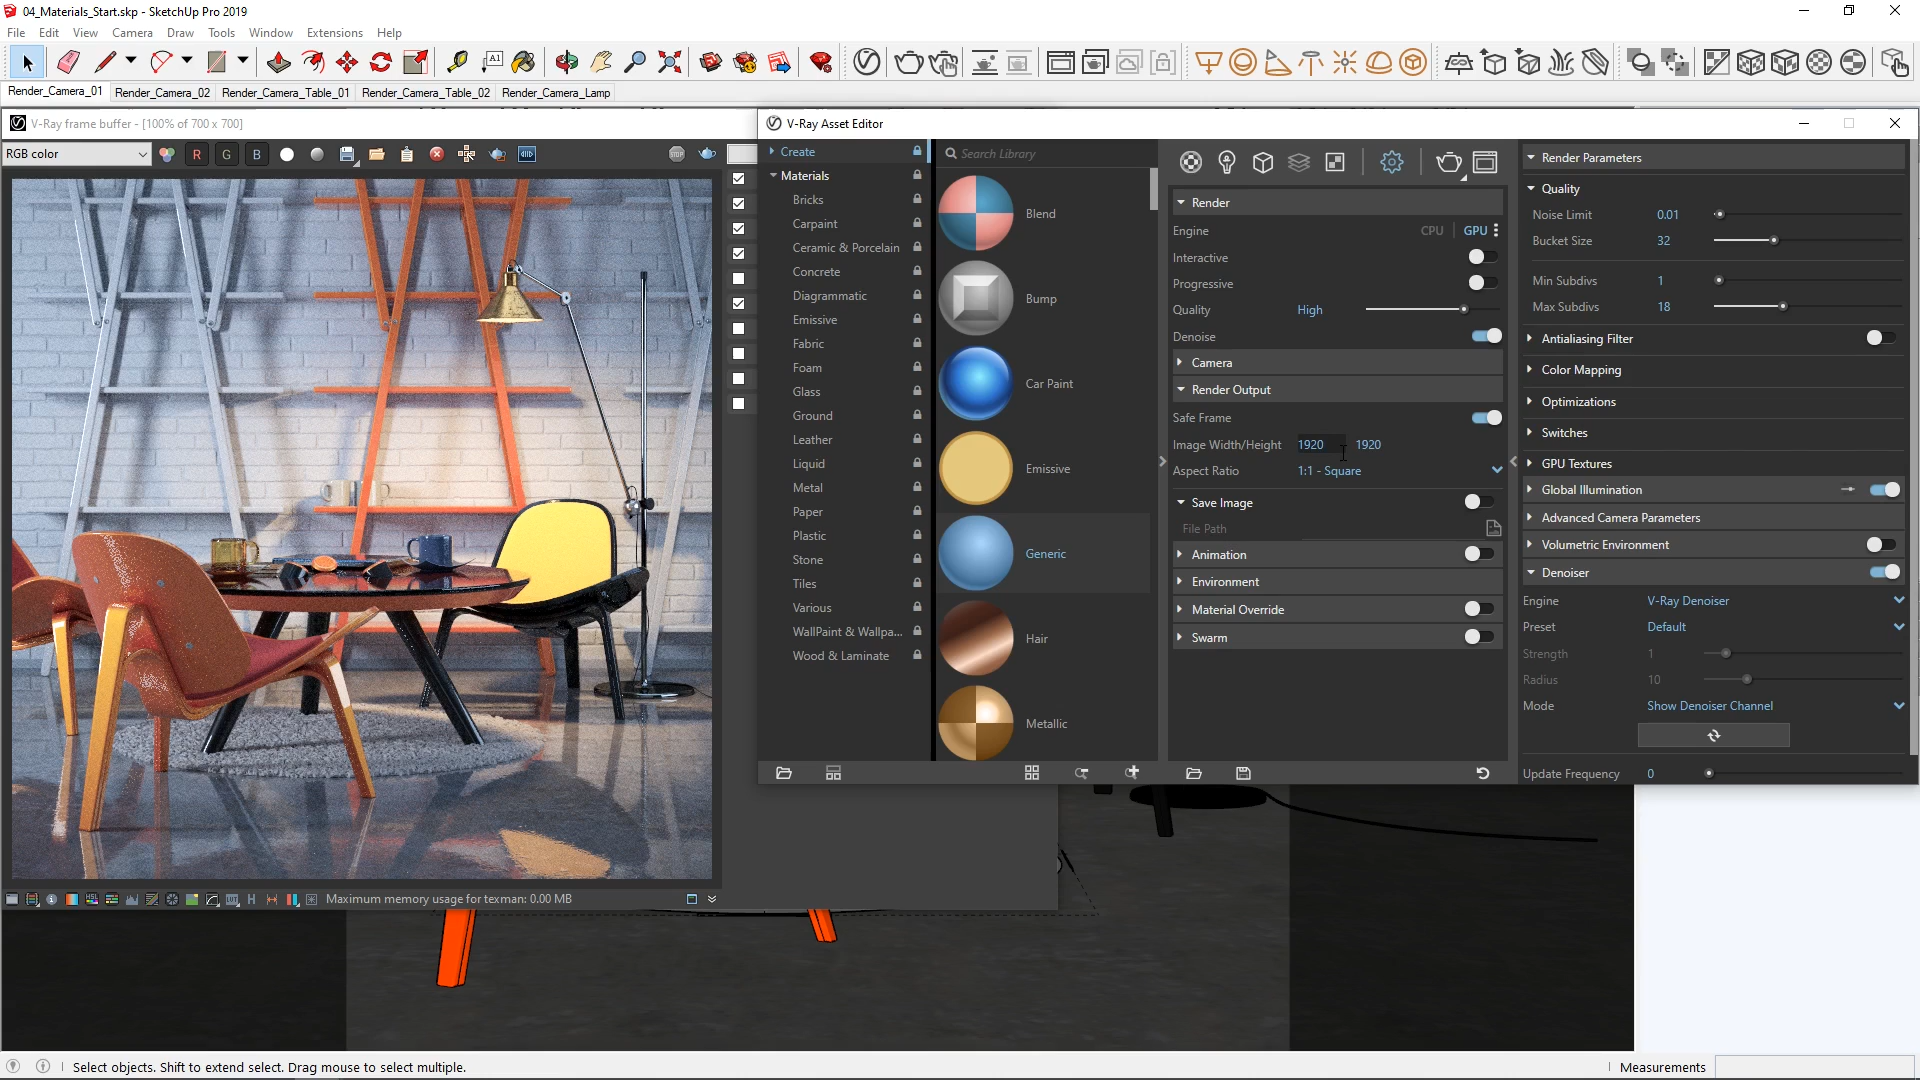 04_Materials_Start.skp - SketchUp Pro 2019
File Edit View Camera Draw Tools Window Extensions Help
Render_Camera_01 Render_Camera_02 Render_Camera_Table_01 Render_Camera_Table_02 Render_Camera_Lamp
V-Ray frame buffer - [100% of 700 x 700]
RGB color
R G B
STOP
Maximum memory usage for texman: 0.00 MB
V-Ray Asset Editor
Create
Materials
Bricks
Carpaint
Ceramic & Porcelain
Concrete
Diagrammatic
Emissive
Fabric
Foam
Glass
Ground
Leather
Liquid
Metal
Paper
Plastic
Stone
Tiles
Various
WallPaint & Wallpa...
Wood & Laminate
Search Library
Blend
Bump
Car Paint
Emissive
Generic
Hair
Metallic
Render
Engine CPU GPU
Interactive
Progressive
Quality High
Denoise
Camera
Render Output
Safe Frame
Image Width/Height 1920 1920
Aspect Ratio 1:1 - Square
Save Image
File Path
Animation
Environment
Material Override
Swarm
Render Parameters
Quality
Noise Limit 0.01
Bucket Size 32
Min Subdivs 1
Max Subdivs 18
Antialiasing Filter
Color Mapping
Optimizations
Switches
GPU Textures
Global Illumination
Advanced Camera Parameters
Volumetric Environment
Denoiser
Engine V-Ray Denoiser
Preset Default
Strength 1
Radius 10
Mode Show Denoiser Channel
Update Frequency 0
Select objects. Shift to extend select. Drag mouse to select multiple.
Measurements